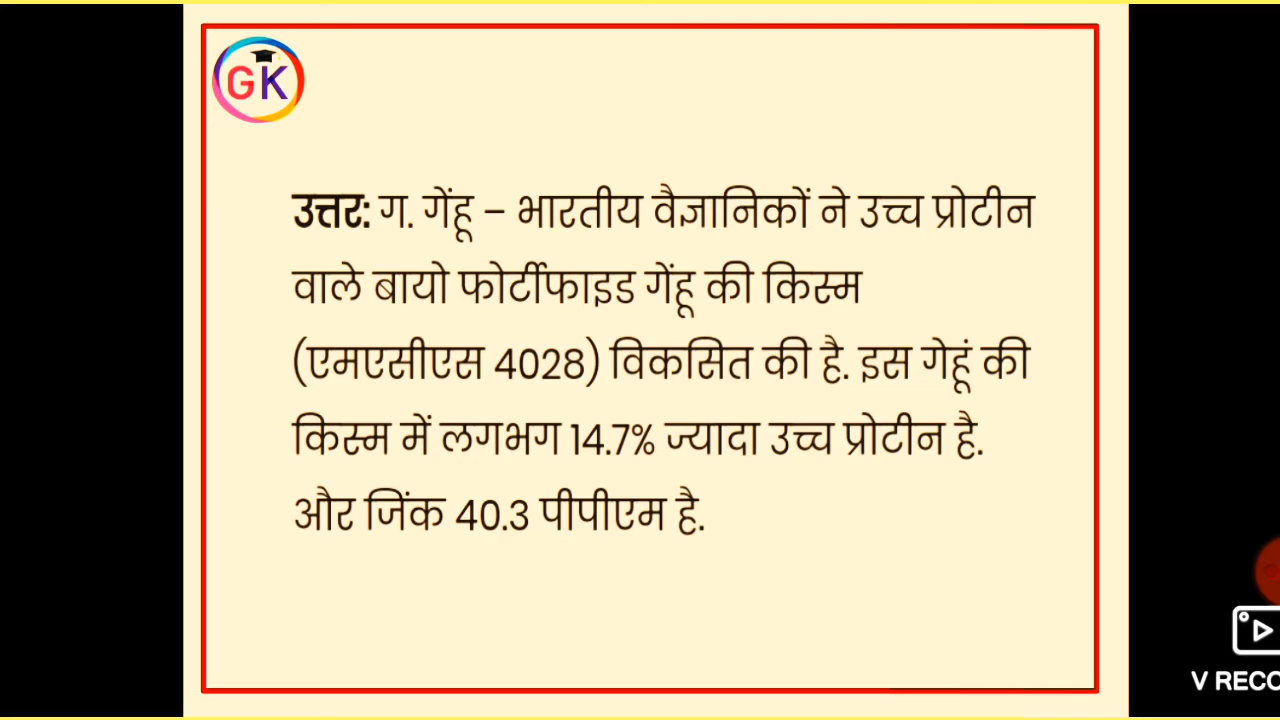 GK
उत्तर: ग. गेंहू – भारतीय वैज्ञानिकों ने उच्च प्रोटीन
वाले बायो फोर्टीफाइड गेंहू की किस्म
(एमएसीएस 4028) विकसित की है. इस गेहूं की
किस्म में लगभग 14.7% ज्यादा उच्च प्रोटीन है.
और जिंक 40.3 पीपीएम है.
V RECO